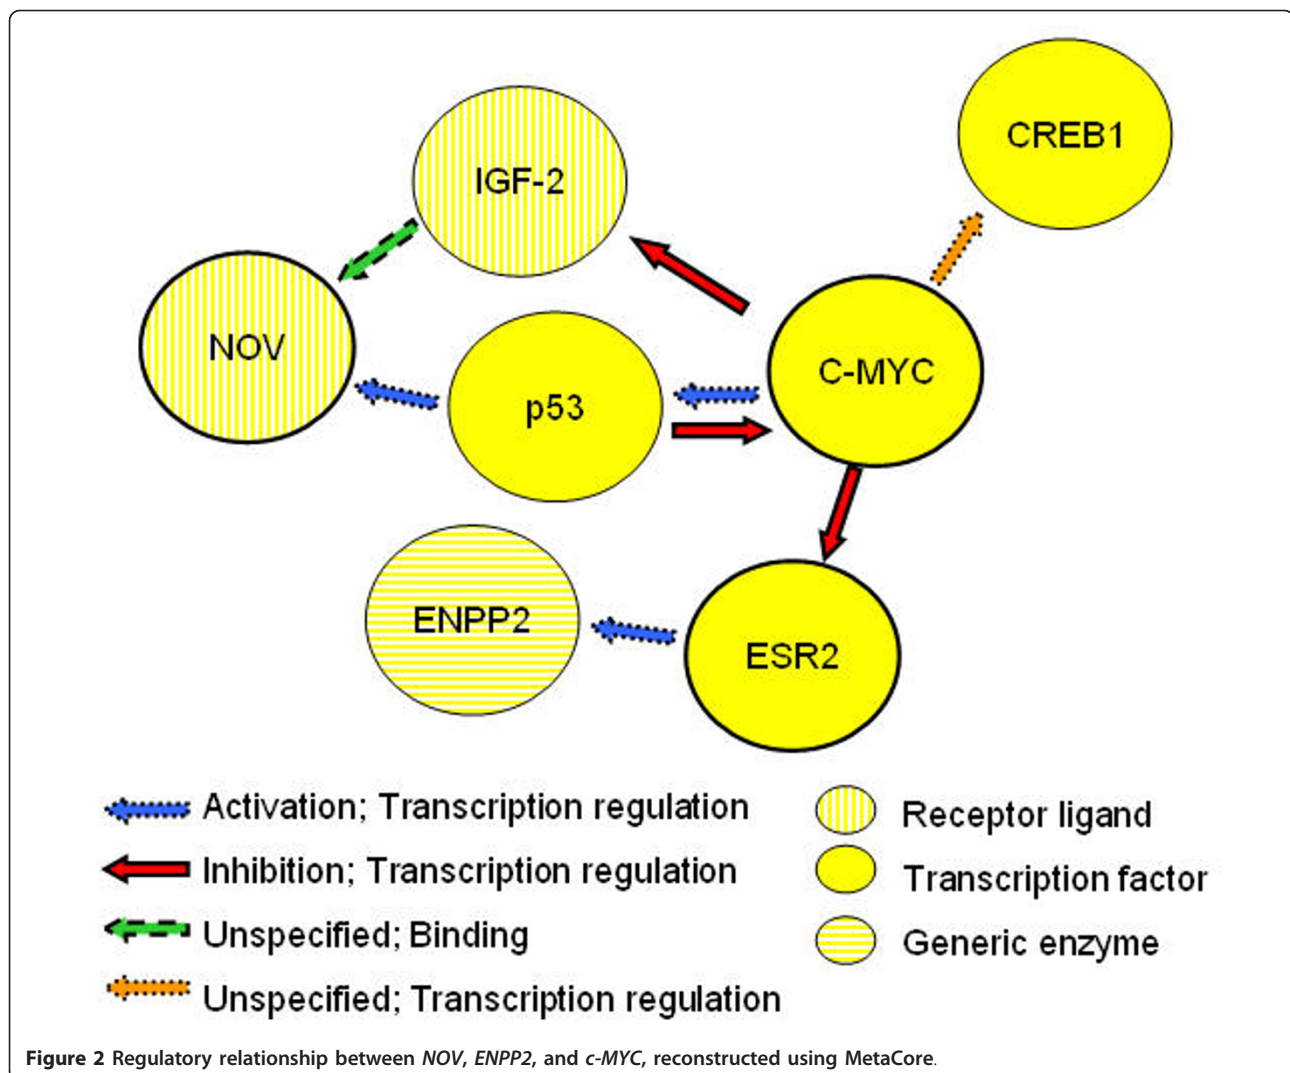 CREB1
IGF-2
NOV
C-MYC
p53
ENPP2
ESR2
Activation; Transcription regulation
Inhibition; Transcription regulation
Unspecified; Binding
Unspecified; Transcription regulation
Receptor ligand
Transcription factor
Generic enzyme
Figure 2 Regulatory relationship between NOV, ENPP2, and c-MYC, reconstructed using MetaCore.